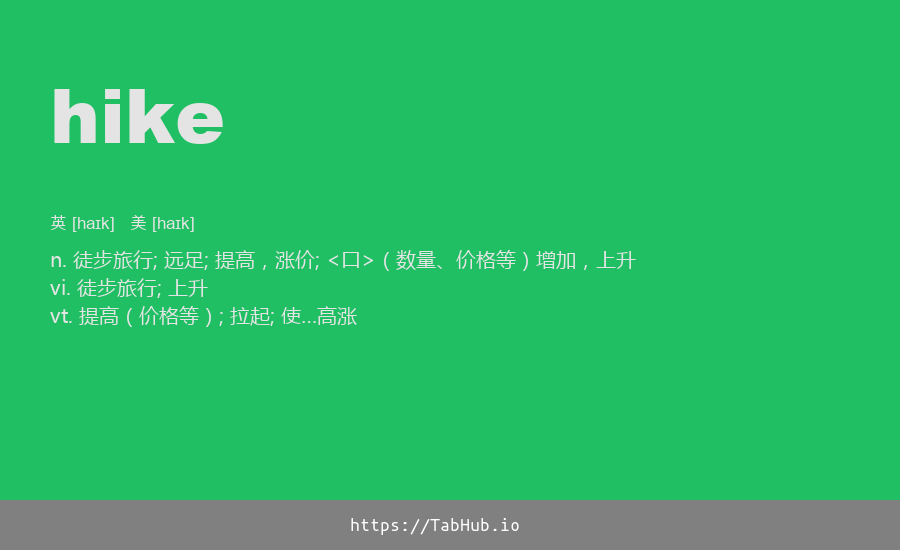 hike
英 [haɪk] 美 [haɪk]
n. 徒步旅行; 远足; 提高，涨价; <口>（数量、价格等）增加，上升
vi. 徒步旅行; 上升
vt. 提高（价格等）; 拉起; 使…高涨
https://TabHub.io